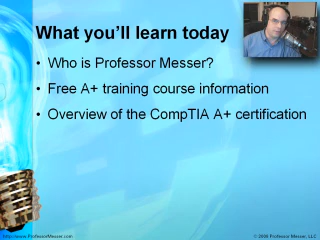 What you'll learn today
• Who is Professor Messer?
• Free A+ training course information
• Overview of the CompTIA A+ certification
http://www.ProfessorMesser.com
© 2008 Professor Messer, LLC